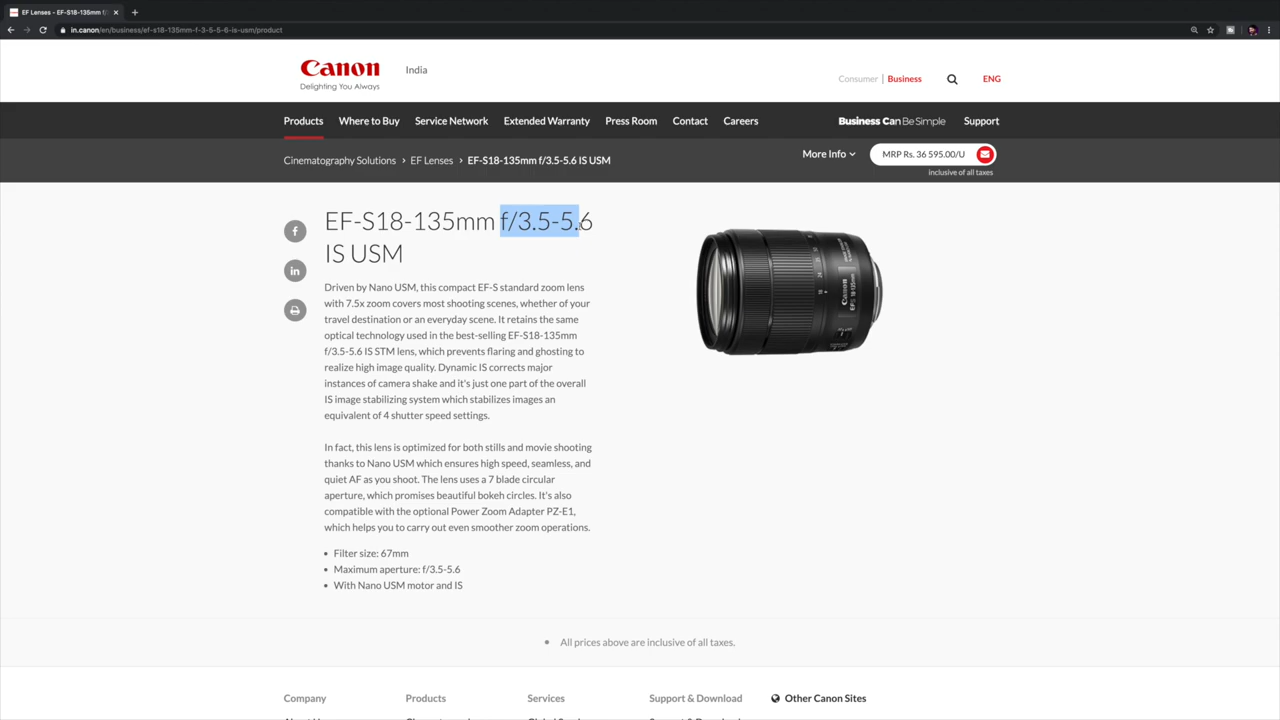 EF Lenses - EF-S18-135mm f/
in.canon/en/business/ef-s18-135mm-f-3-5-5-6-is-usm/product
Canon
Delighting You Always
India
Consumer | Business
ENG
Products
Where to Buy
Service Network
Extended Warranty
Press Room
Contact
Careers
Business Can Be Simple
Support
Cinematography Solutions › EF Lenses › EF-S18-135mm f/3.5-5.6 IS USM
More Info
MRP Rs. 36 595.00/U
inclusive of all taxes
EF-S18-135mm f/3.5-5.6
IS USM
Driven by Nano USM, this compact EF-S standard zoom lens
with 7.5x zoom covers most shooting scenes, whether of your
travel destination or an everyday scene. It retains the same
optical technology used in the best-selling EF-S18-135mm
f/3.5-5.6 IS STM lens, which prevents flaring and ghosting to
realize high image quality. Dynamic IS corrects major
instances of camera shake and it's just one part of the overall
IS image stabilizing system which stabilizes images an
equivalent of 4 shutter speed settings.
In fact, this lens is optimized for both stills and movie shooting
thanks to Nano USM which ensures high speed, seamless, and
quiet AF as you shoot. The lens uses a 7 blade circular
aperture, which promises beautiful bokeh circles. It's also
compatible with the optional Power Zoom Adapter PZ-E1,
which helps you to carry out even smoother zoom operations.
• Filter size: 67mm
• Maximum aperture: f/3.5-5.6
• With Nano USM motor and IS
Canon
• All prices above are inclusive of all taxes.
Company
Products
Services
Support & Download
Other Canon Sites